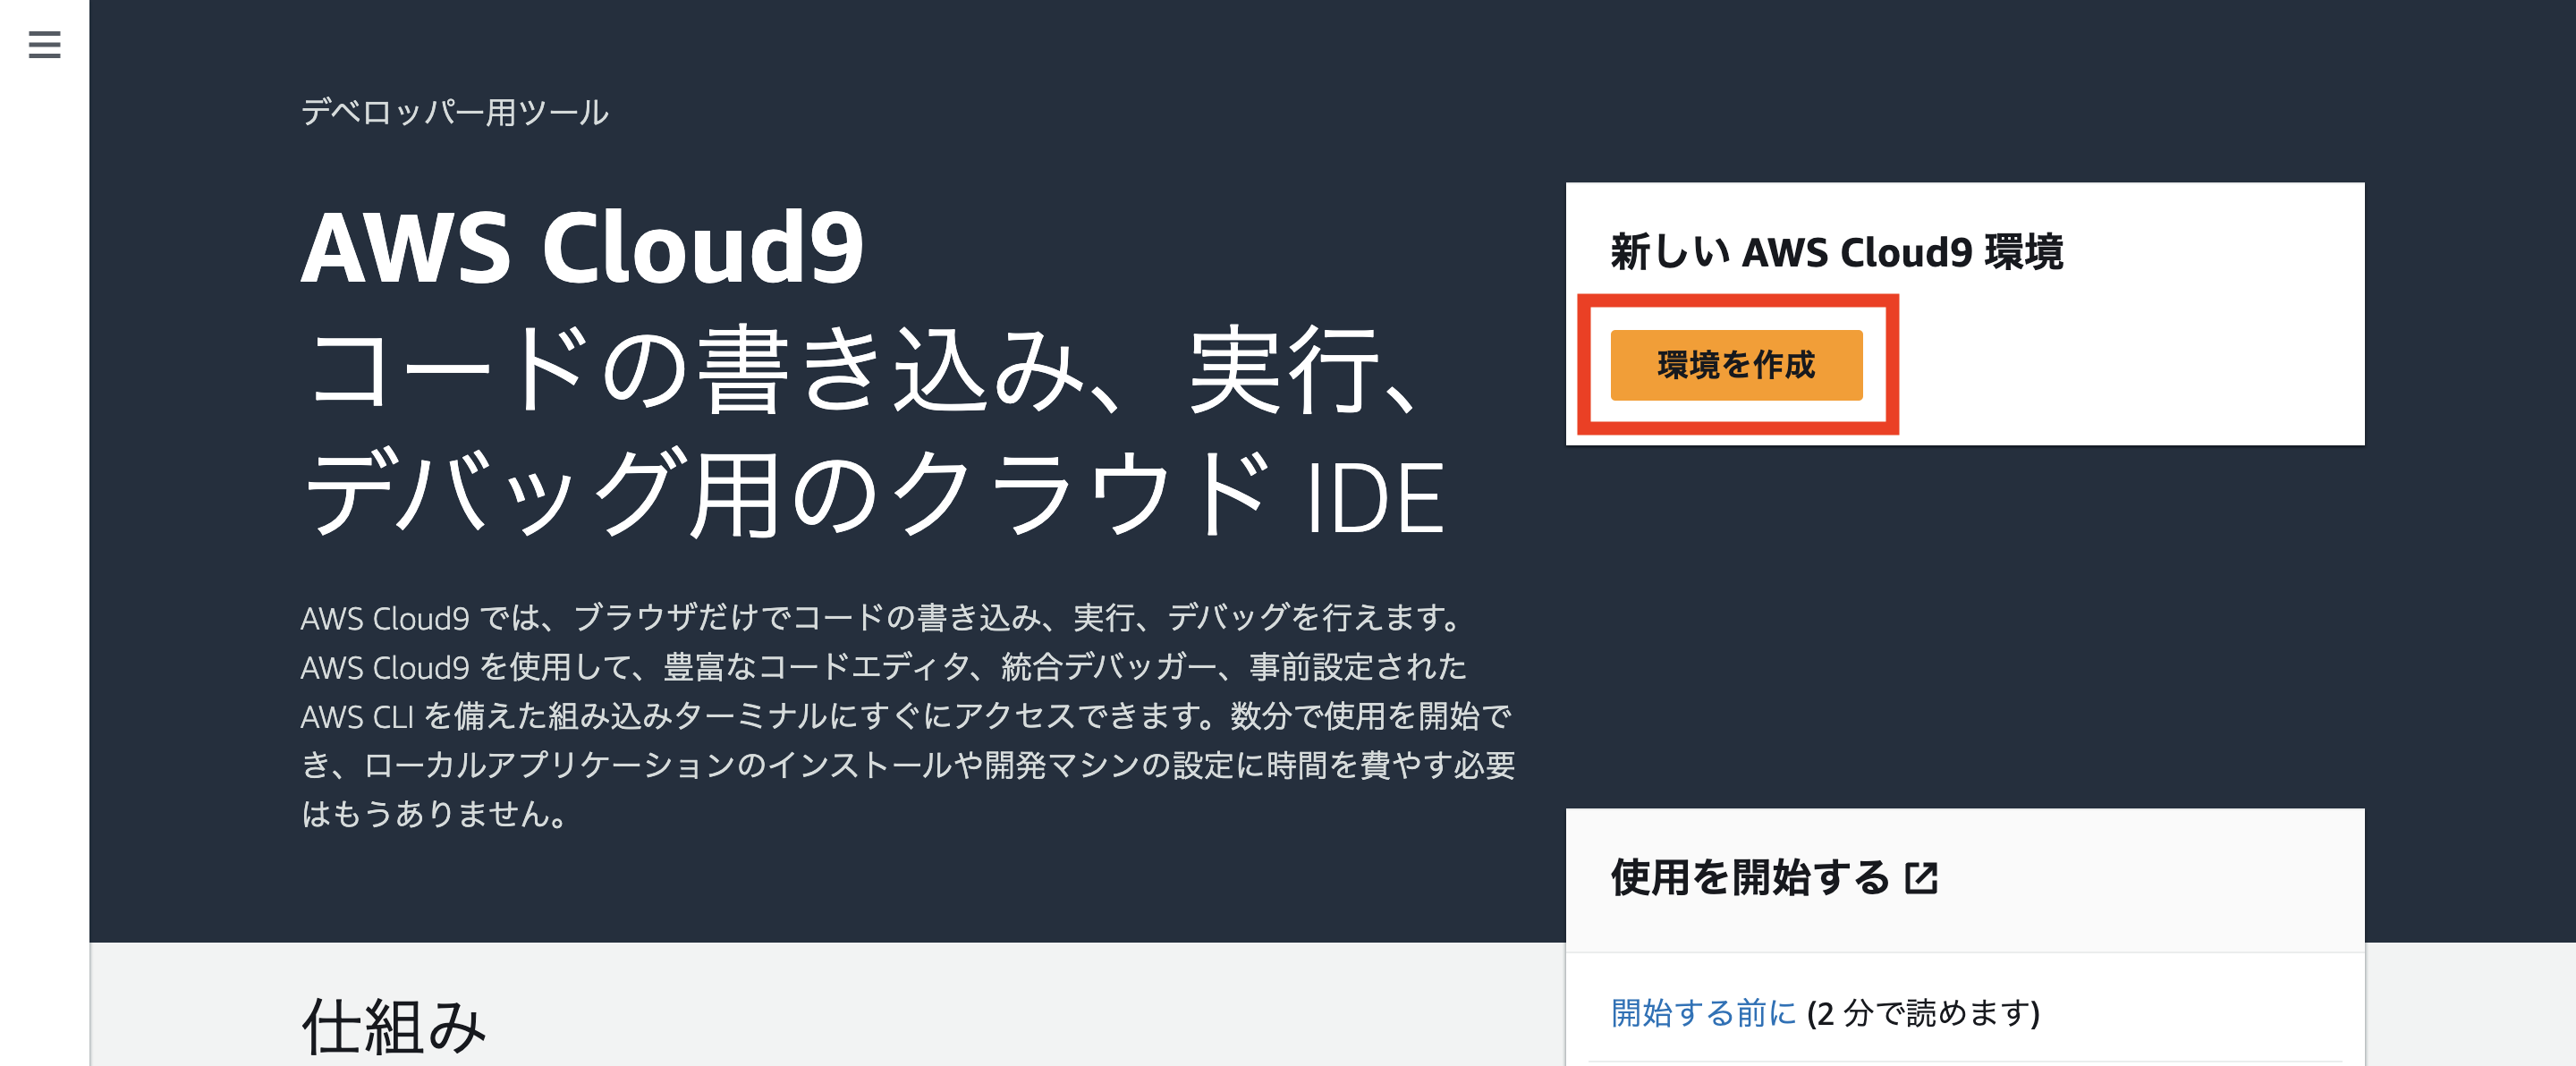 デベロッパー用ツール
AWS Cloud9
コードの書き込み、実行、
デバッグ用のクラウド IDE
AWS Cloud9 では、ブラウザだけでコードの書き込み、実行、デバッグを行えます。
AWS Cloud9 を使用して、豊富なコードエディタ、統合デバッガー、事前設定された
AWS CLI を備えた組み込みターミナルにすぐにアクセスできます。数分で使用を開始で
き、ローカルアプリケーションのインストールや開発マシンの設定に時間を費やす必要
はもうありません。
新しい AWS Cloud9 環境
環境を作成
使用を開始する
開始する前に (2 分で読めます)
仕組み